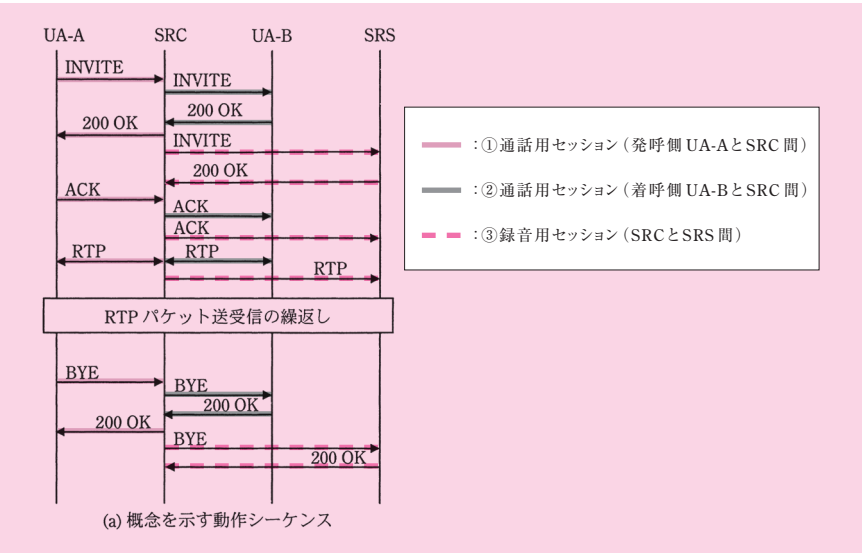 UA-A SRC UA-B SRS
INVITE
INVITE
200 OK
200 OK
INVITE
200 OK
ACK
ACK
ACK
RTP RTP
RTP
RTP パケット送受信の繰返し
BYE
BYE
200 OK
200 OK
BYE
200 OK
(a) 概念を示す動作シーケンス
:①通話用セッション(発呼側 UA-AとSRC 間)
:②通話用セッション(着呼側 UA-BとSRC 間)
:③録音用セッション(SRCとSRS 間)